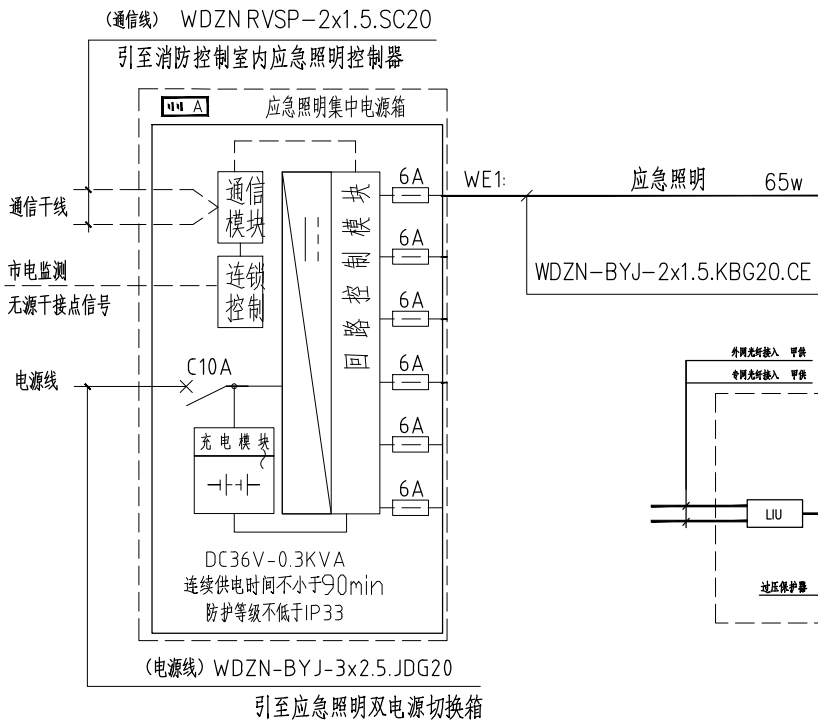 （通信线） WDZN RVSP-2x1.5.SC20
引至消防控制室内应急照明控制器
A 应急照明集中电源箱
6A
WE1: 应急照明 65w
通信干线
通信模块
6A
WDZN-BYJ-2x1.5.KBG20.CE
市电监测
无源干接点信号
连锁控制
回路控制模块
6A
外网光纤接入 甲供
专网光纤接入 甲供
电源线
C10A
6A
充电模块
6A
6A
LIU
DC36V-0.3KVA
连续供电时间不小于90min
防护等级不低于IP33
过压保护器
（电源线）WDZN-BYJ-3x2.5.JDG20
引至应急照明双电源切换箱